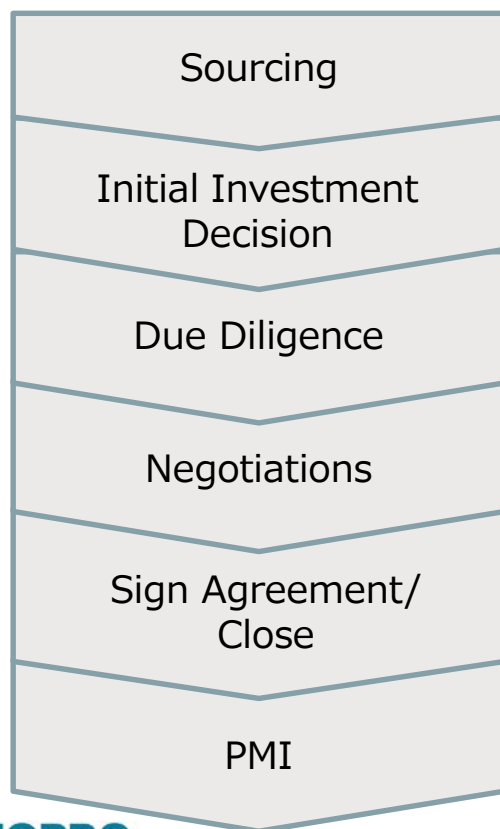 Sourcing
Initial Investment
Decision
Due Diligence
Negotiations
Sign Agreement/
Close
PMI